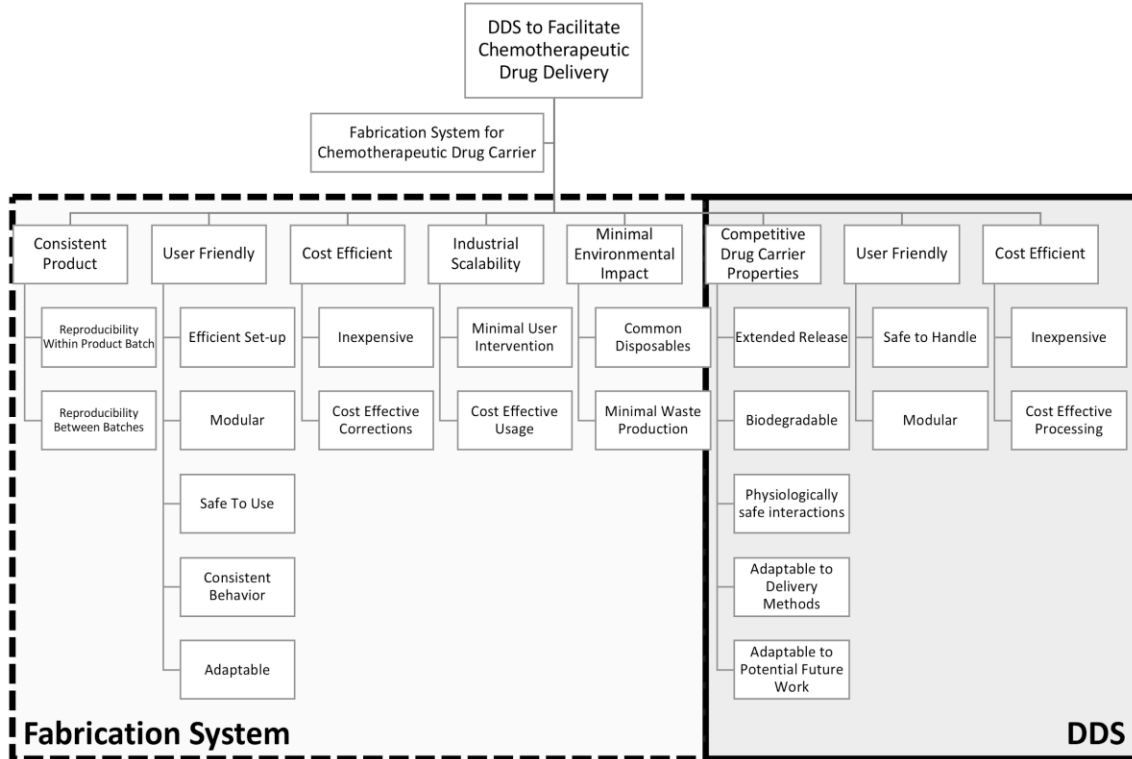 DDS to Facilitate
Chemotherapeutic
Drug Delivery
Fabrication System for
Chemotherapeutic Drug Carrier
Consistent
Product
User Friendly
Cost Efficient
Industrial
Scalability
Minimal
Environmental
Impact
Competitive
Drug Carrier
Properties
User Friendly
Cost Efficient
Reproducibility
Within Product Batch
Efficient Set-up
Inexpensive
Minimal User
Intervention
Common
Disposables
Extended Release
Safe to Handle
Inexpensive
Reproducibility
Between Batches
Modular
Cost Effective
Corrections
Cost Effective
Usage
Minimal Waste
Production
Biodegradable
Modular
Cost Effective
Processing
Safe To Use
Physiologically
safe interactions
Consistent
Behavior
Adaptable to
Delivery
Methods
Adaptable
Adaptable to
Potential Future
Work
Fabrication System
DDS